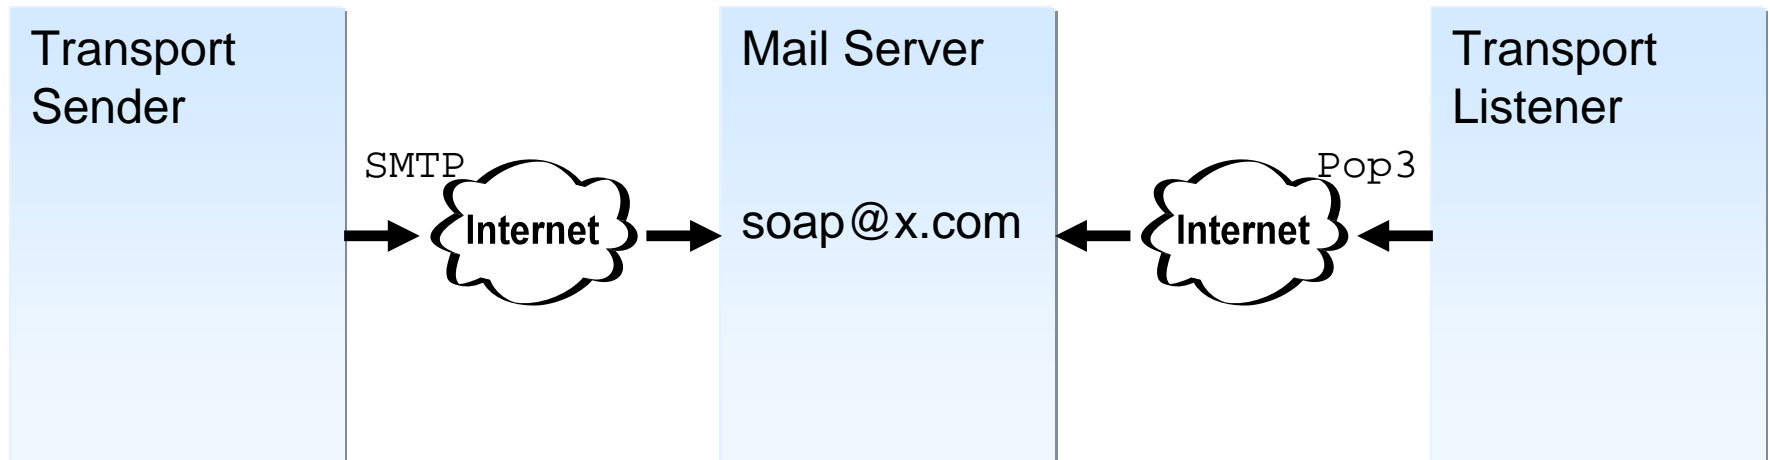 Transport
Sender
SMTP
Internet
Mail Server
soap@x.com
Pop3
Internet
Transport
Listener